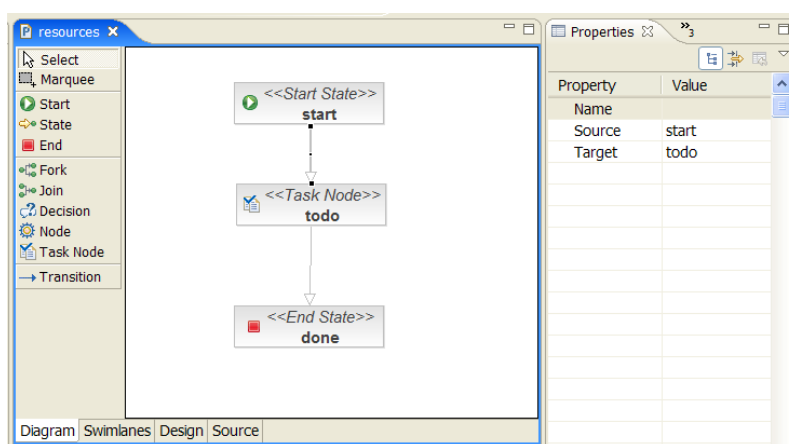 resources
Select
Marquee
Start
State
End
Fork
Join
Decision
Node
Task Node
Transition
<<Start State>>
start
<<Task Node>>
todo
<<End State>>
done
Diagram Swimlanes Design Source
Properties 3
Property Value
Name
Source start
Target todo